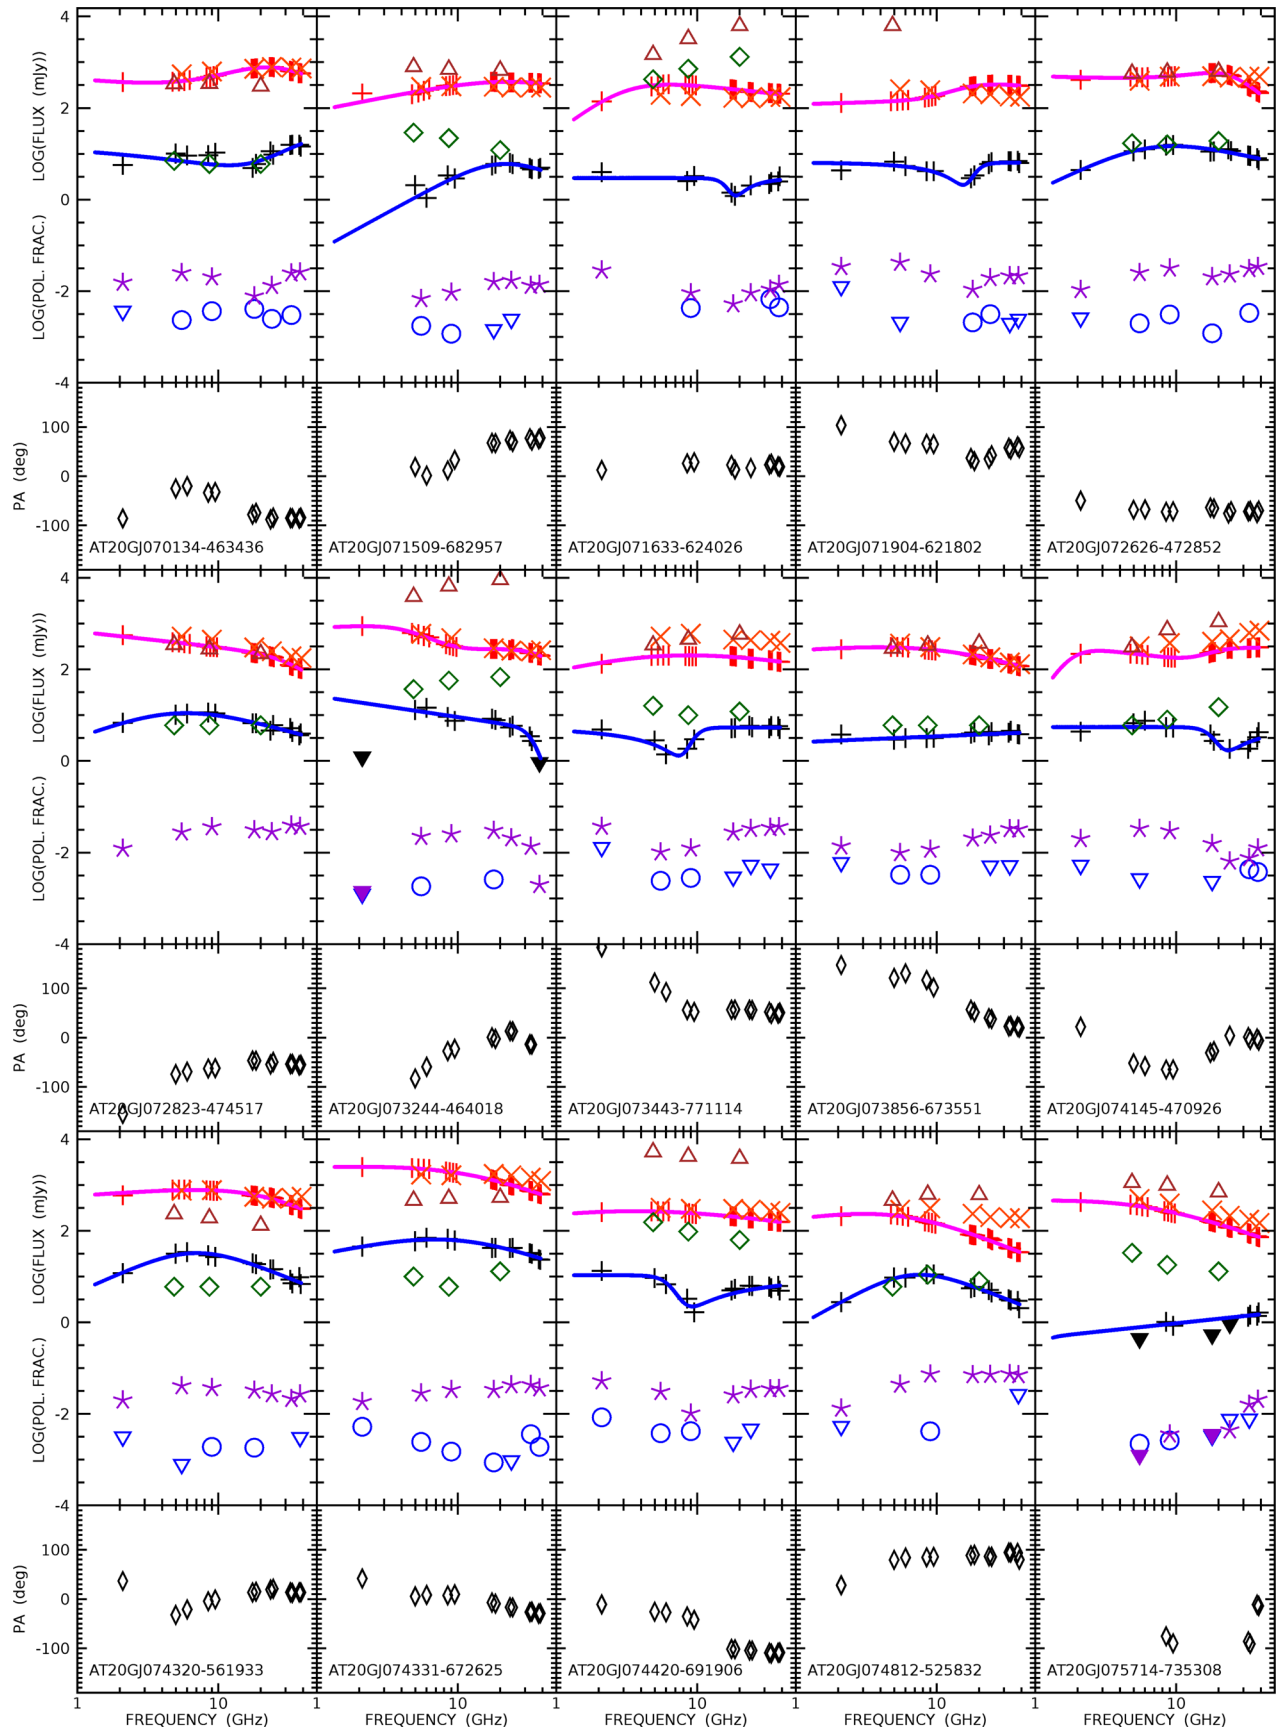 4
2
0
-2
-4
LOG(POL. FRAC.) LOG(FLUX (mJy))
100
0
-100
PA (deg)
AT20GJ070134-463436 AT20GJ071509-682957 AT20GJ071633-624026 AT20GJ071904-621802 AT20GJ072626-472852
4
2
0
-2
-4
LOG(POL. FRAC.) LOG(FLUX (mJy))
100
0
-100
PA (deg)
AT20GJ072823-474517 AT20GJ073244-464018 AT20GJ073443-771114 AT20GJ073856-673551 AT20GJ074145-470926
4
2
0
-2
-4
LOG(POL. FRAC.) LOG(FLUX (mJy))
100
0
-100
PA (deg)
AT20GJ074320-561933 AT20GJ074331-672625 AT20GJ074420-691906 AT20GJ074812-525832 AT20GJ075714-735308
1 10 1 10 1 10 1 10 1 10
FREQUENCY (GHz) FREQUENCY (GHz) FREQUENCY (GHz) FREQUENCY (GHz) FREQUENCY (GHz)